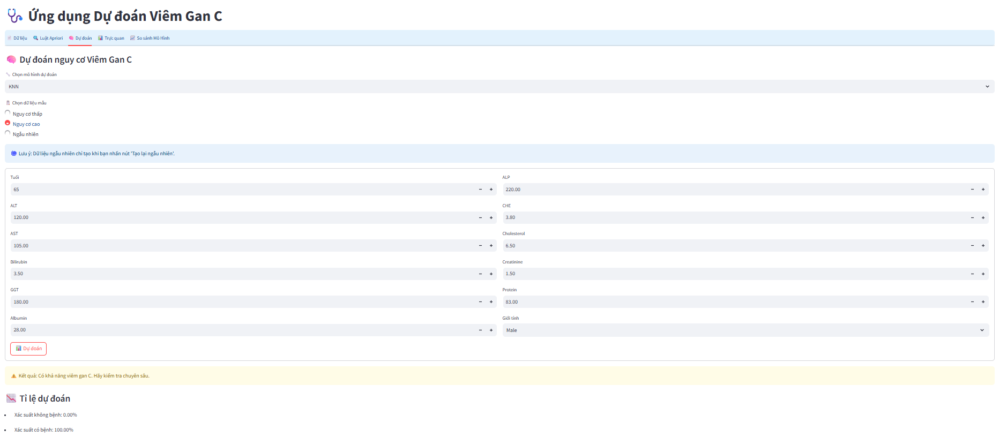 Ứng dụng Dự đoán Viêm Gan C
Dữ liệu Luật Apriori Dự đoán Trực quan So sánh Mô Hình
Dự đoán nguy cơ Viêm Gan C
Chọn mô hình dự đoán
KNN
Chọn dữ liệu mẫu
Nguy cơ thấp
Nguy cơ cao
Ngẫu nhiên
Lưu ý: Dữ liệu ngẫu nhiên chỉ tạo khi bạn nhấn nút 'Tạo lại ngẫu nhiên'.
Tuổi
65
ALT
120.00
AST
105.00
Bilirubin
3.50
GGT
180.00
Albumin
28.00
ALP
220.00
CHE
3.80
Cholesterol
6.50
Creatinine
1.50
Protein
83.00
Giới tính
Male
Dự đoán
Kết quả: Có khả năng viêm gan C. Hãy kiểm tra chuyên sâu.
Tỉ lệ dự đoán
Xác suất không bệnh: 0.00%
Xác suất có bệnh: 100.00%